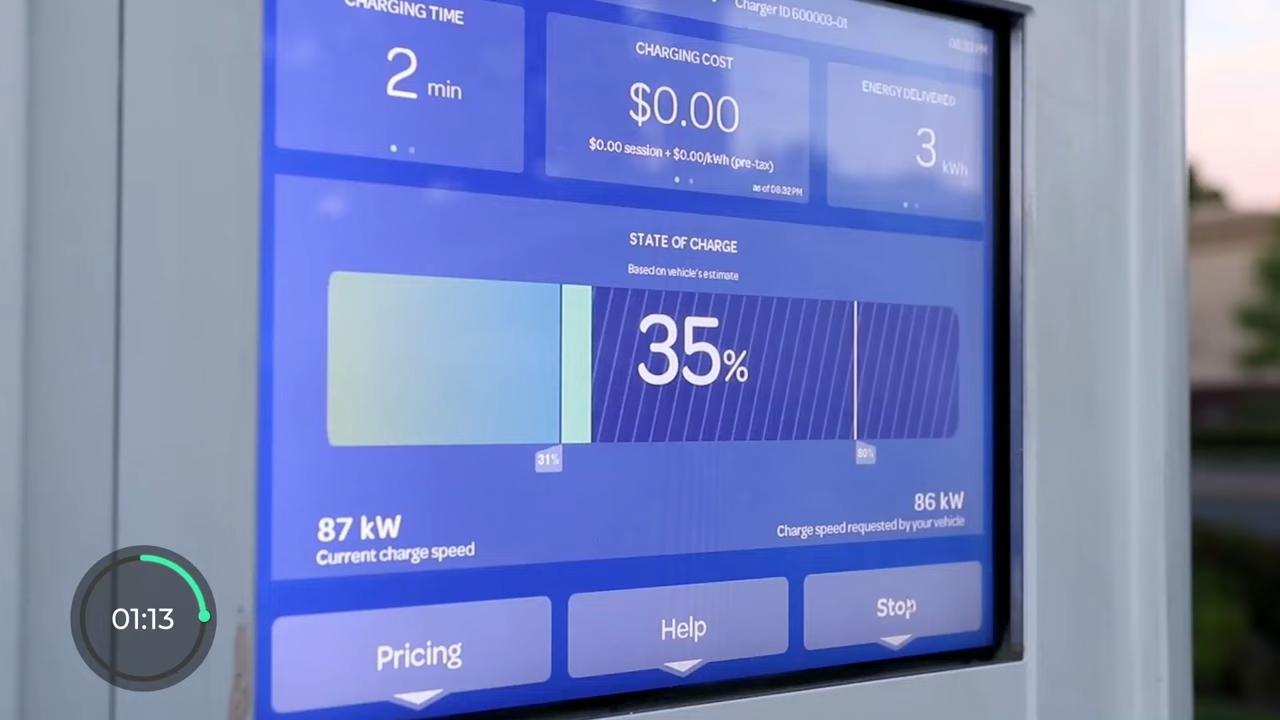 Charger ID 600003-01
08:33 PM
CHARGING TIME
2 min
CHARGING COST
$0.00
$0.00 session + $0.00/kWh (pre-tax)
as of 08:32 PM
ENERGY DELIVERED
3 kWh
STATE OF CHARGE
Based on vehicle's estimate
35%
31%
80%
87 kW
Current charge speed
86 kW
Charge speed requested by your vehicle
Pricing
Help
Stop
01:13